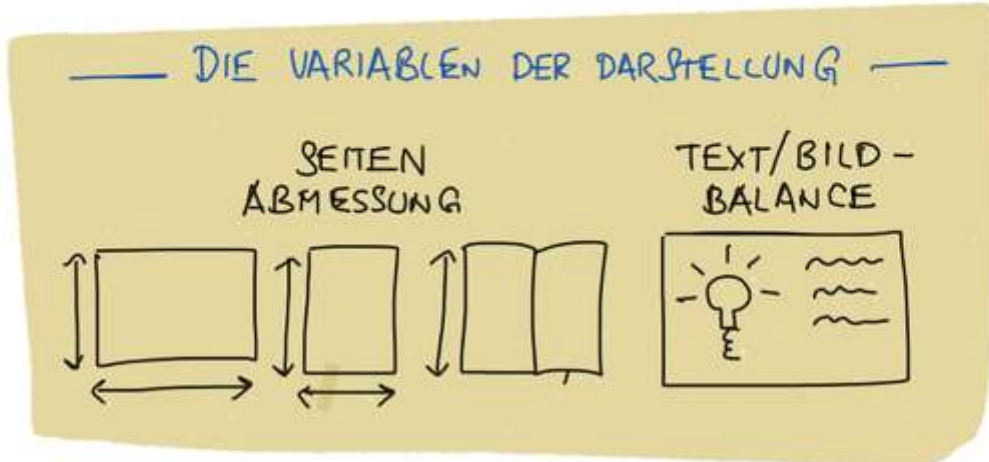 DIE VARIABLEN DER DARSTELLUNG
SEITEN
ABMESSUNG
TEXT/BILD-
BALANCE